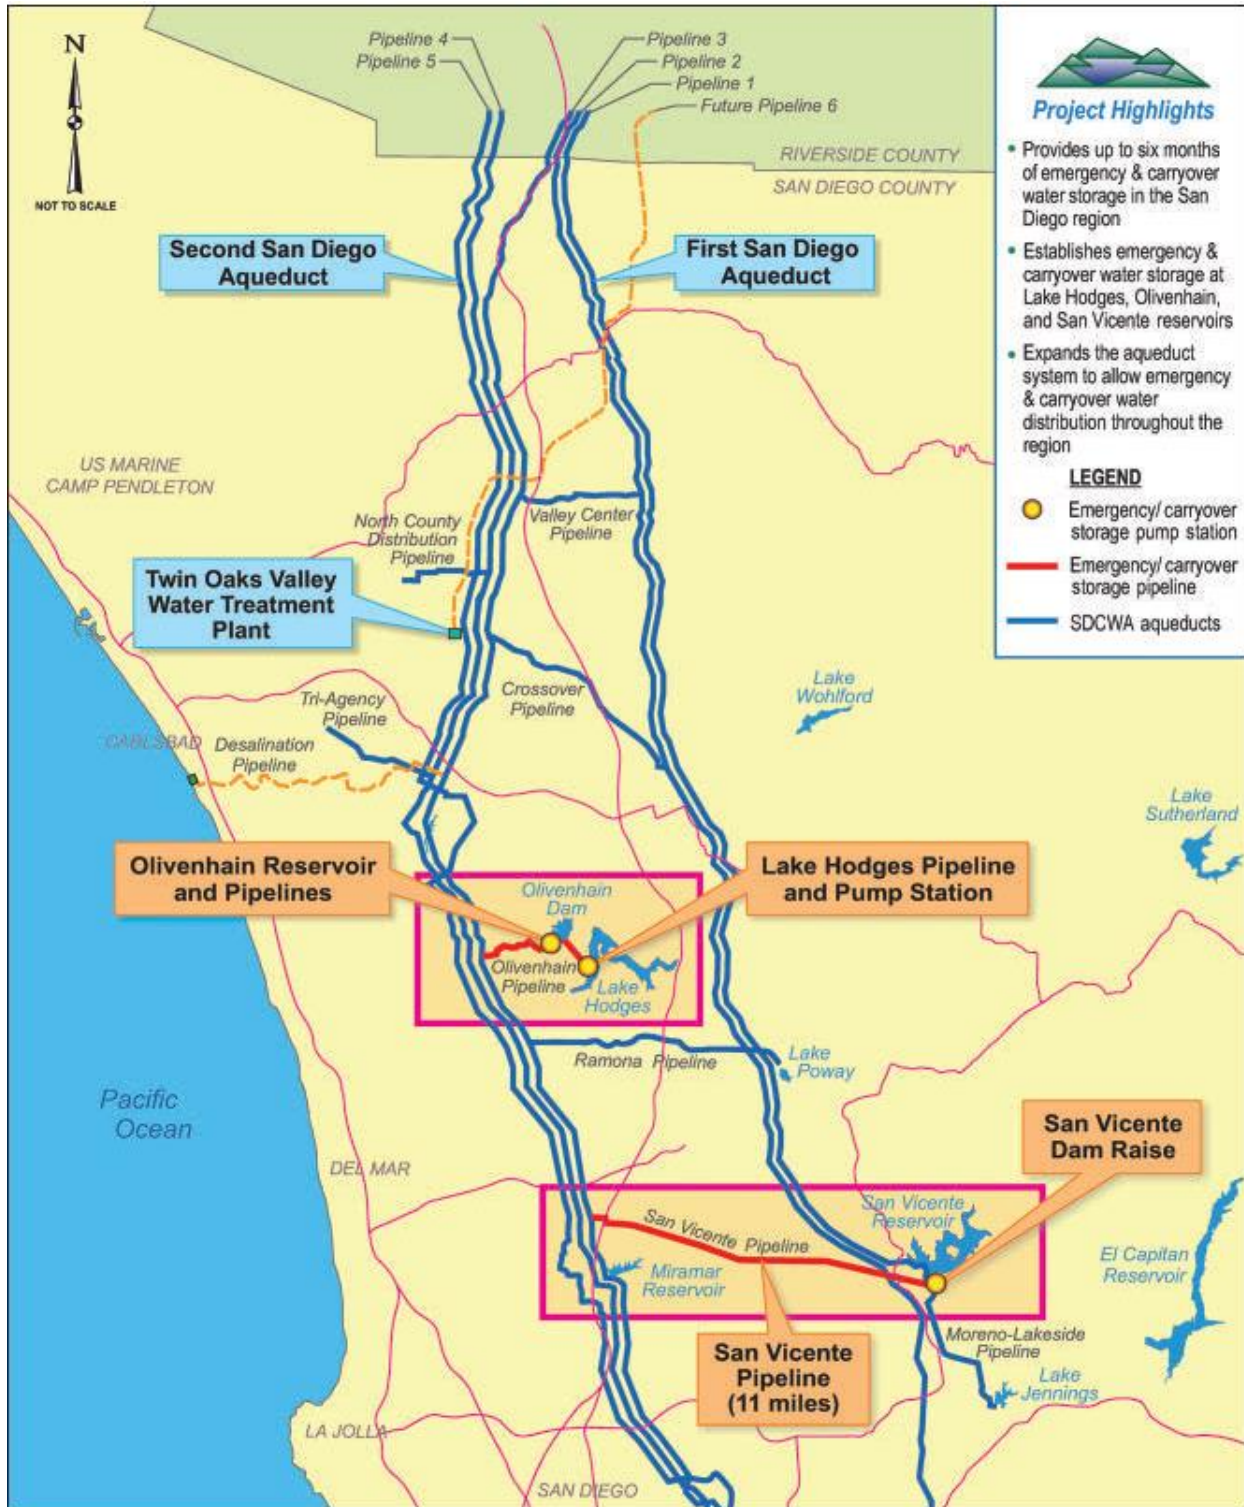 N
NOT TO SCALE
Pipeline 4
Pipeline 5
Pipeline 3
Pipeline 2
Pipeline 1
Future Pipeline 6
RIVERSIDE COUNTY
SAN DIEGO COUNTY
Project Highlights
• Provides up to six months
of emergency & carryover
water storage in the San
Diego region
• Establishes emergency &
carryover water storage at
Lake Hodges, Olivenhain,
and San Vicente reservoirs
• Expands the aqueduct
system to allow emergency
& carryover water
distribution throughout the
region
LEGEND
Emergency/ carryover
storage pump station
Emergency/ carryover
storage pipeline
SDCWA aqueducts
Second San Diego
Aqueduct
First San Diego
Aqueduct
US MARINE
CAMP PENDLETON
North County
Distribution
Pipeline
Valley Center
Pipeline
Twin Oaks Valley
Water Treatment
Plant
Crossover
Pipeline
Lake
Wohlford
Tri-Agency
Pipeline
CARLSBAD
Desalination
Pipeline
Lake
Sutherland
Olivenhain Reservoir
and Pipelines
Lake Hodges Pipeline
and Pump Station
Olivenhain
Dam
Olivenhain
Pipeline
Lake
Hodges
Ramona Pipeline
Lake
Poway
Pacific
Ocean
DEL MAR
San Vicente
Dam Raise
San Vicente
Reservoir
San Vicente Pipeline
Miramar
Reservoir
El Capitan
Reservoir
San Vicente
Pipeline
(11 miles)
Moreno-Lakeside
Pipeline
Lake
Jennings
LA JOLLA
SAN DIEGO